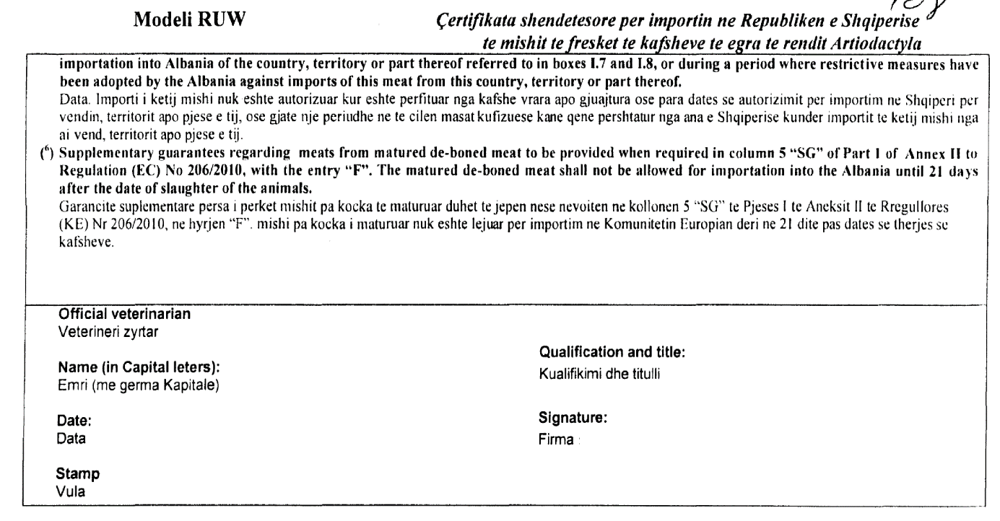 Modeli RUW
Çertifikata shendetesore per importin ne Republiken e Shqiperise
te mishit te freskет te kafsheve te egra te rendit Artiodactyla
importation into Albania of the country, territory or part thereof referred to in boxes I.7 and I.8, or during a period where restrictive measures have
been adopted by the Albania against imports of this meat from this country, territory or part thereof.
Data. Importi i ketij mishi nuk eshte autorizuar kur eshte perfituar nga kafshe vrara apo gjuajtura ose para dates se autorizimit per importim ne Shqiperi per
vendin, territorit apo pjese e tij, ose gjate nje periudhe ne te cilen masat kufizuese kane qene pershtatur nga ana e Shqiperise kunder importit te ketij mishi nga
ai vend, territorit apo pjese e tij.
(6) Supplementary guarantees regarding meats from matured de-boned meat to be provided when required in column 5 “SG” of Part 1 of Annex II to
Regulation (EC) No 206/2010, with the entry “F”. The matured de-boned meat shall not be allowed for importation into the Albania until 21 days
after the date of slaughter of the animals.
Garancite suplementare persa i perket mishit pa kocka te maturuar duhet te jepen nese nevoiten ne kollonen 5 “SG” te Pjeses I te Aneksit II te Rregullores
(KE) Nr 206/2010, ne hyrjen “F”. mishi pa kocka i maturuar nuk eshte lejuar per importim ne Komunitetin Europian deri ne 21 dite pas dates se therjes se
kafsheve.
Official veterinarian
Veterineri zyrtar
Name (in Capital leters):
Emri (me germa Kapitale)
Qualification and title:
Kualifikimi dhe titulli
Date:
Data
Signature:
Firma
Stamp
Vula